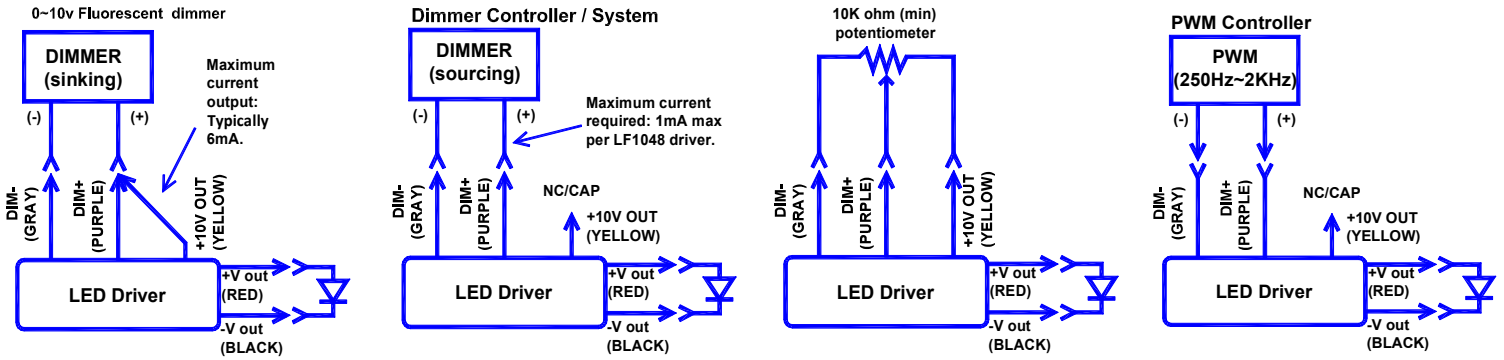 0~10v Fluorescent dimmer
DIMMER
(sinking)
(-)
(+)
Maximum
current
output:
Typically
6mA.
DIM-
(GRAY)
DIM+
(PURPLE)
+10V OUT
(YELLOW)
LED Driver
+V out
(RED)
-V out
(BLACK)
Dimmer Controller / System
DIMMER
(sourcing)
(-)
(+)
Maximum current
required: 1mA max
per LF1048 driver.
DIM-
(GRAY)
DIM+
(PURPLE)
NC/CAP
+10V OUT
(YELLOW)
LED Driver
+V out
(RED)
-V out
(BLACK)
10K ohm (min)
potentiometer
DIM-
(GRAY)
DIM+
(PURPLE)
+10V OUT
(YELLOW)
LED Driver
+V out
(RED)
-V out
(BLACK)
PWM Controller
PWM
(250Hz~2KHz)
(-)
(+)
DIM-
(GRAY)
DIM+
(PURPLE)
NC/CAP
+10V OUT
(YELLOW)
LED Driver
+V out
(RED)
-V out
(BLACK)